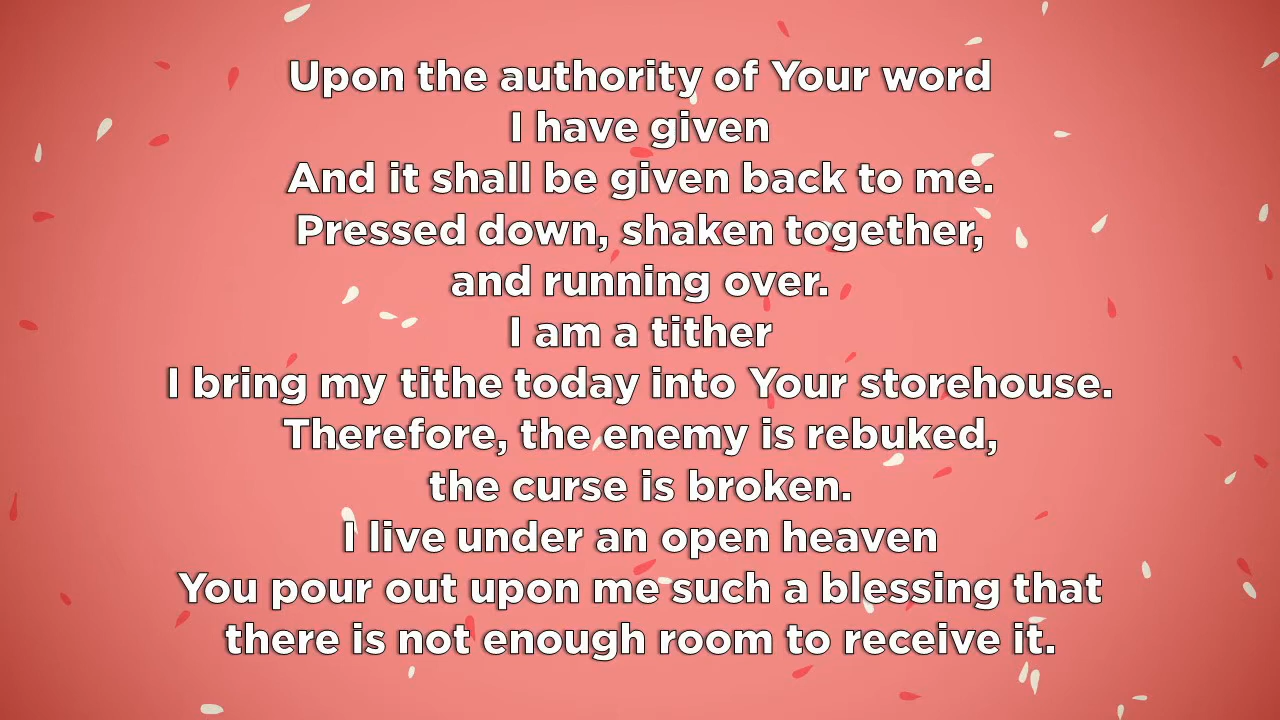 Upon the authority of Your word
I have given
And it shall be given back to me.
Pressed down, shaken together,
and running over.
I am a tither
I bring my tithe today into Your storehouse.
Therefore, the enemy is rebuked,
the curse is broken.
I live under an open heaven
You pour out upon me such a blessing that
there is not enough room to receive it.